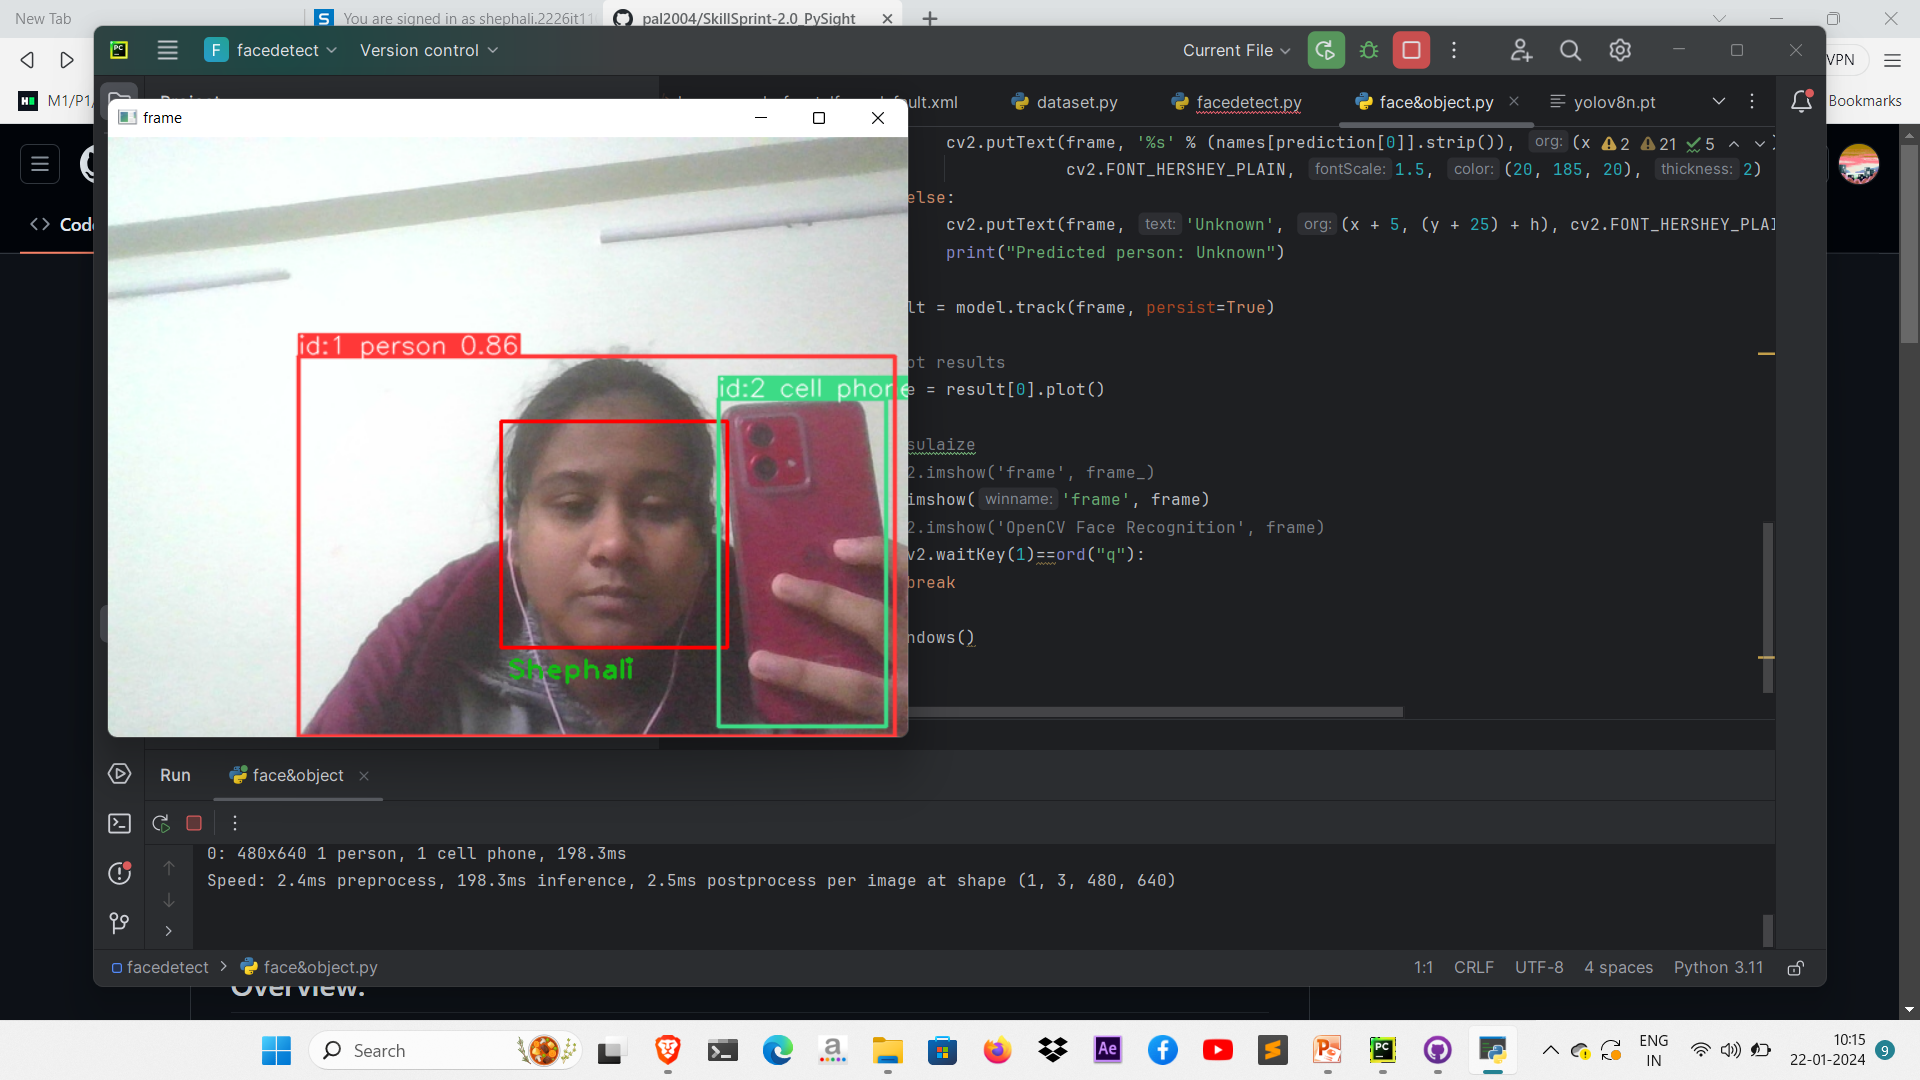 New Tab
S You are signed in as shephali.2226it11
pal2004/SkillSprint-2.0_PySight
VPN
M1/P1/
Bookmarks
Code
PC
F facedetect
Version control
Current File
Project
ult.xml
dataset.py
facedetect.py
face&object.py
yolov8n.pt
frame
cv2.putText(frame, '%s' % (names[prediction[0]].strip()), org: (x
2 21 5
cv2.FONT_HERSHEY_PLAIN, fontScale: 1.5, color: (20, 185, 20), thickness: 2)
else:
cv2.putText(frame, text: 'Unknown', org: (x + 5, (y + 25) + h), cv2.FONT_HERSHEY_PLAI
print("Predicted person: Unknown")
lt = model.track(frame, persist=True)
ot results
e = result[0].plot()
sulaize
2.imshow('frame', frame_)
imshow( winname: 'frame', frame)
2.imshow('OpenCV Face Recognition', frame)
v2.waitKey(1)==ord("q"):
break
ndows()
id:1 person 0.86
id:2 cell phone
Shephali
Run
face&object
0: 480x640 1 person, 1 cell phone, 198.3ms
Speed: 2.4ms preprocess, 198.3ms inference, 2.5ms postprocess per image at shape (1, 3, 480, 640)
facedetect > face&object.py
1:1 CRLF UTF-8 4 spaces Python 3.11
Overview:
Search
a
Ae
PC
ENG
IN
10:15
22-01-2024
9